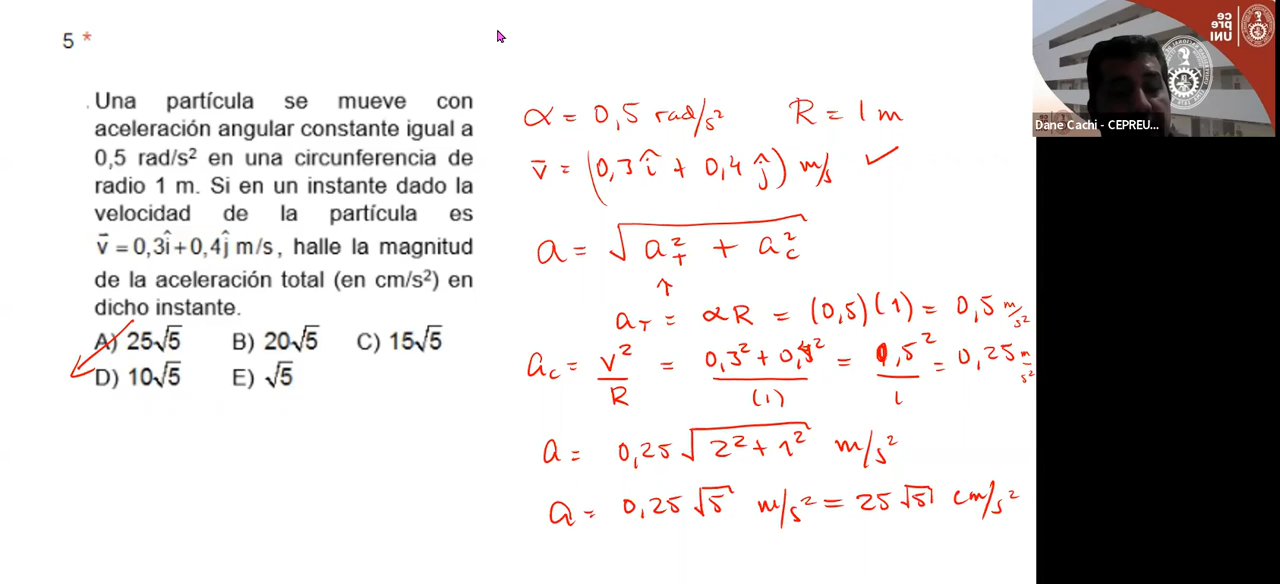 5 *
Una partícula se mueve con
aceleración angular constante igual a
0,5 rad/s² en una circunferencia de
radio 1 m. Si en un instante dado la
velocidad de la partícula es
v̄ = 0,3î + 0,4ĵ m/s, halle la magnitud
de la aceleración total (en cm/s²) en
dicho instante.
A) 25√5 B) 20√5 C) 15√5
D) 10√5 E) √5
α = 0,5 rad/s² R = 1 m
v̄ = (0,3 î + 0,4 ĵ) m/s ✓
a = √(a_T² + a_c²)
↑
a_T = αR = (0,5)(1) = 0,5 m/s²
a_c = v²/R = (0,3² + 0,4²)/(1) = 0,5²/1 = 0,25 m/s²
a = 0,25 √(2² + 1²) m/s²
a = 0,25 √5 m/s² = 25 √5 cm/s²
ce
pre
UNI
Dane Cachi - CEPREU...